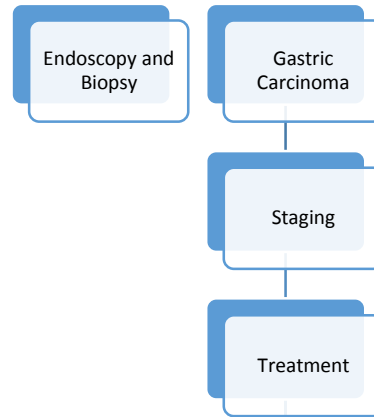 Endoscopy and
Biopsy
Gastric
Carcinoma
Staging
Treatment